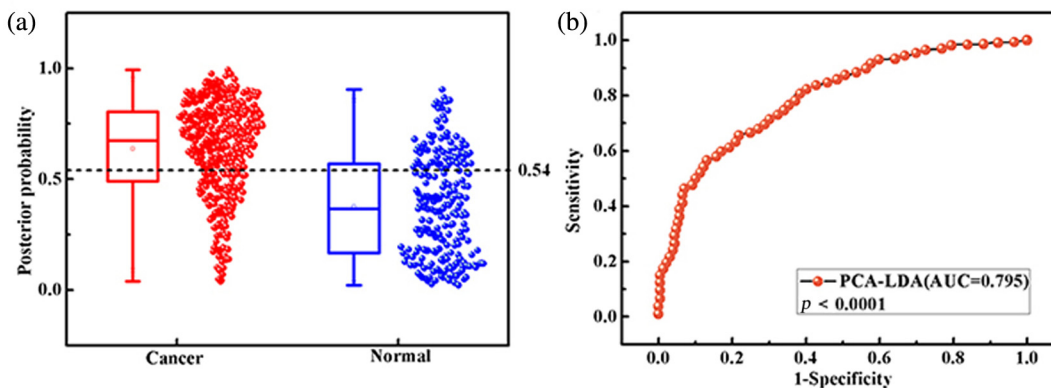 (a)
Posterior probability
1.0
0.5
0.0
0.54
Cancer
Normal
(b)
Sensitivity
1.0
0.8
0.6
0.4
0.2
0.0
PCA-LDA(AUC=0.795)
p < 0.0001
0.0 0.2 0.4 0.6 0.8 1.0
1-Specificity